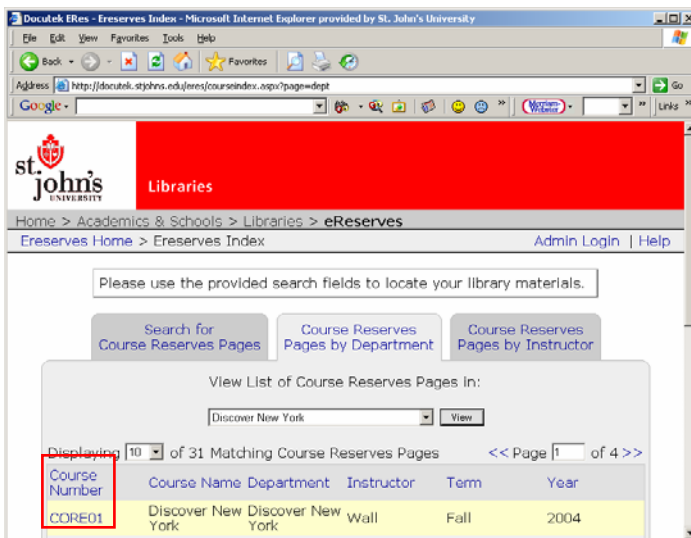 Docutek ERes - Ereserves Index - Microsoft Internet Explorer provided by St. John's University
File Edit View Favorites Tools Help
Back Favorites
Address http://docutek.stjohns.edu/eres/courseindex.aspx?page=dept Go
Google Merriam-Webster Links
st. john's
UNIVERSITY
Libraries
Home > Academics & Schools > Libraries > eReserves
Ereserves Home > Ereserves Index Admin Login | Help
Please use the provided search fields to locate your library materials.
Search for Course Reserves Pages
Course Reserves Pages by Department
Course Reserves Pages by Instructor
View List of Course Reserves Pages in:
Discover New York View
Displaying 10 of 31 Matching Course Reserves Pages << Page 1 of 4 >>
Course Number Course Name Department Instructor Term Year
CORE01 Discover New York Discover New York Wall Fall 2004